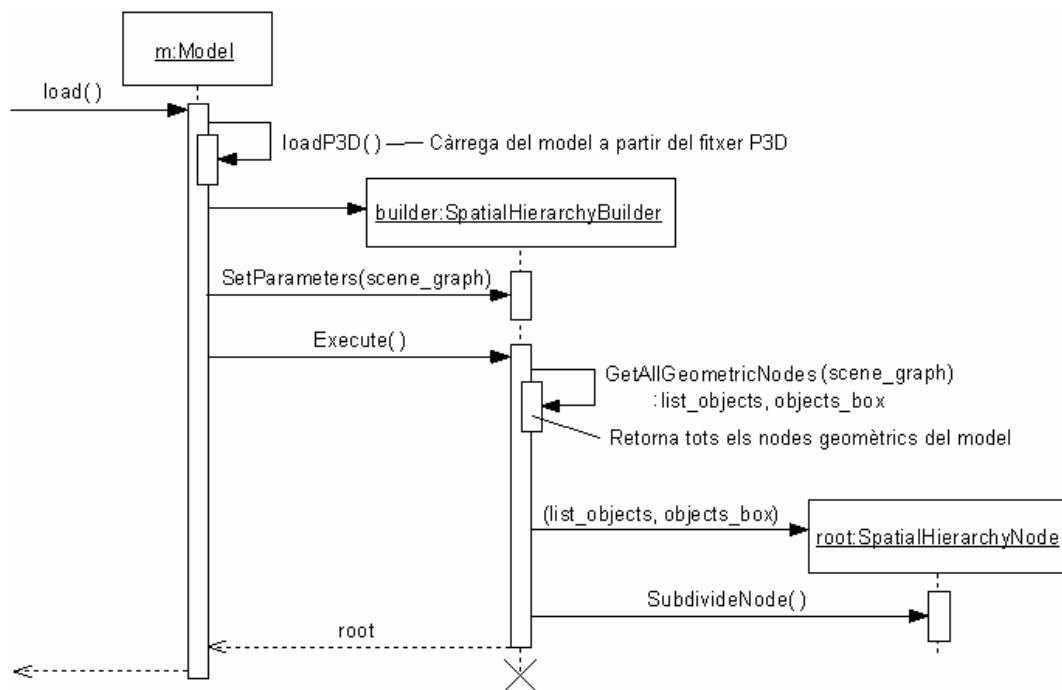 m:Model
load()
loadP3D() Càrrega del model a partir del fitxer P3D
builder:SpatialHierarchyBuilder
SetParameters(scene_graph)
Execute()
GetAllGeometricNodes (scene_graph)
:list_objects, objects_box
Retorna tots els nodes geomètrics del model
(list_objects, objects_box)
root:SpatialHierarchyNode
SubdivideNode()
root